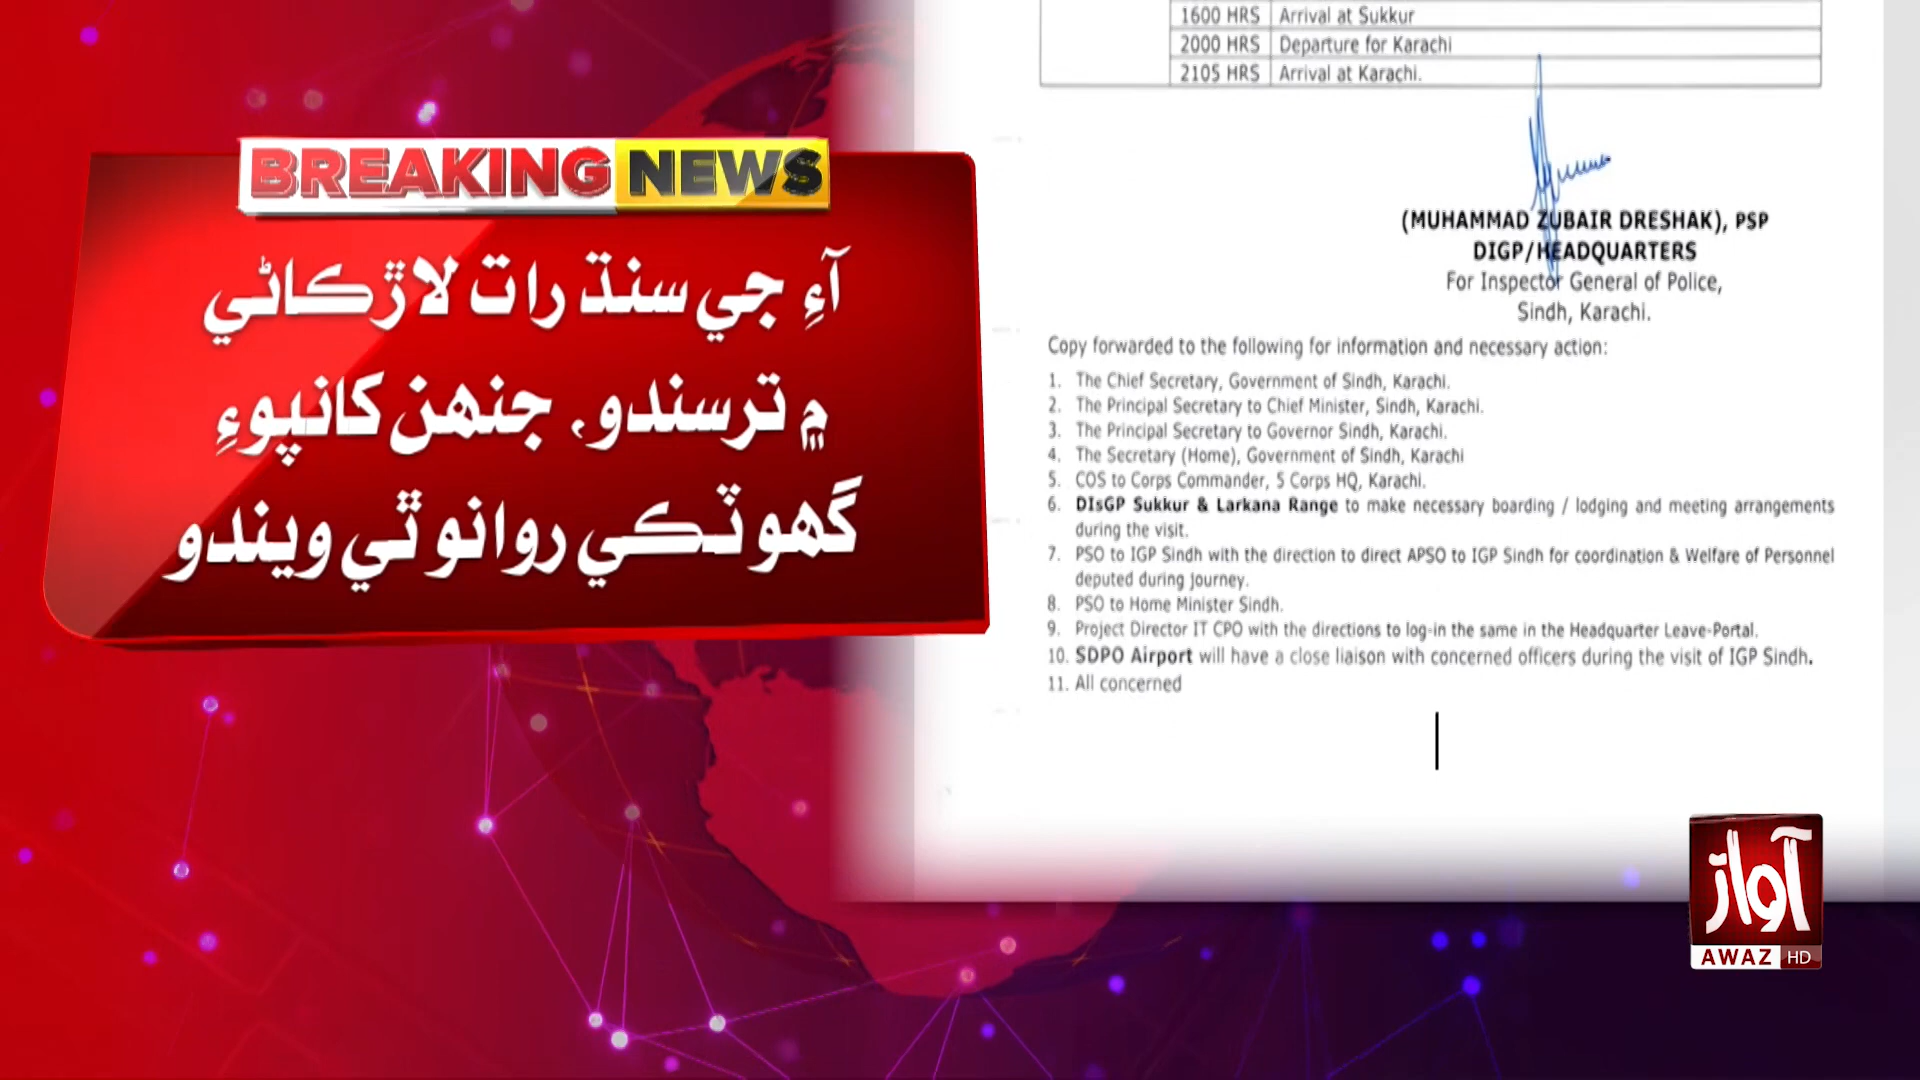 BREAKING NEWS
آءِ جي سنڌ رات لاڙڪاڻي
۾ ترسندو، جنهن کانپوءِ
گهوٽڪي روانو ٿي ويندو
1600 HRS Arrival at Sukkur
2000 HRS Departure for Karachi
2105 HRS Arrival at Karachi.
(MUHAMMAD ZUBAIR DRESHAK), PSP
DIGP/HEADQUARTERS
For Inspector General of Police,
Sindh, Karachi.
Copy forwarded to the following for information and necessary action:
1. The Chief Secretary, Government of Sindh, Karachi.
2. The Principal Secretary to Chief Minister, Sindh, Karachi.
3. The Principal Secretary to Governor Sindh, Karachi.
4. The Secretary (Home), Government of Sindh, Karachi
5. COS to Corps Commander, 5 Corps HQ, Karachi.
6. DIsGP Sukkur & Larkana Range to make necessary boarding / lodging and meeting arrangements
during the visit.
7. PSO to IGP Sindh with the direction to direct APSO to IGP Sindh for coordination & Welfare of Personnel
deputed during journey.
8. PSO to Home Minister Sindh.
9. Project Director IT CPO with the directions to log-in the same in the Headquarter Leave-Portal.
10. SDPO Airport will have a close liaison with concerned officers during the visit of IGP Sindh.
11. All concerned
آواز
AWAZ HD